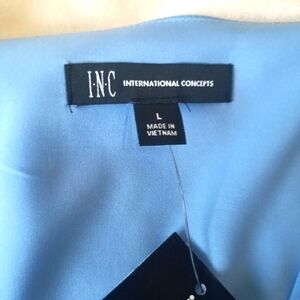 I·N·C INTERNATIONAL CONCEPTS
L
MADE IN
VIETNAM